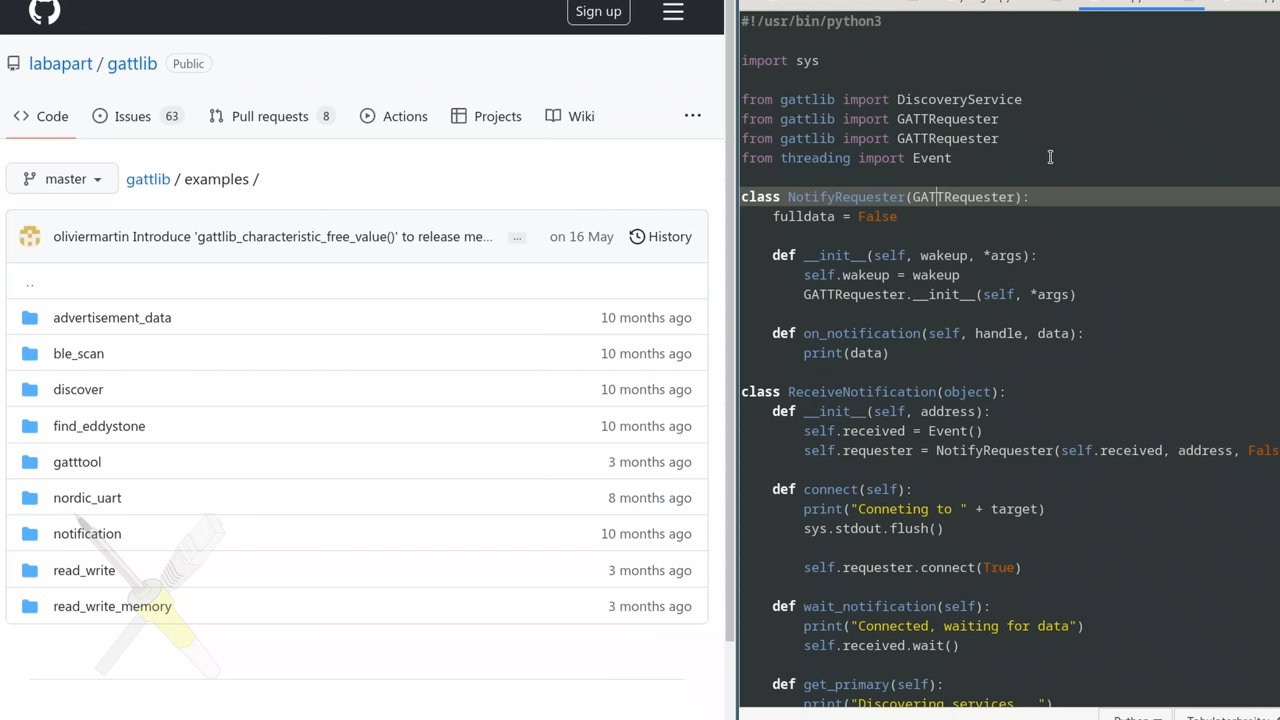 Sign up
labapart / gattlib Public
Code Issues 63 Pull requests 8 Actions Projects Wiki ...
master gattlib / examples /
oliviermartin Introduce 'gattlib_characteristic_free_value()' to release me... ... on 16 May History
..
advertisement_data 10 months ago
ble_scan 10 months ago
discover 10 months ago
find_eddystone 10 months ago
gatttool 3 months ago
nordic_uart 8 months ago
notification 10 months ago
read_write 3 months ago
read_write_memory 3 months ago
#!/usr/bin/python3
import sys
from gattlib import DiscoveryService
from gattlib import GATTRequester
from gattlib import GATTRequester
from threading import Event
class NotifyRequester(GATTRequester):
fulldata = False
def __init__(self, wakeup, *args):
self.wakeup = wakeup
GATTRequester.__init__(self, *args)
def on_notification(self, handle, data):
print(data)
class ReceiveNotification(object):
def __init__(self, address):
self.received = Event()
self.requester = NotifyRequester(self.received, address, Fals
def connect(self):
print("Conneting to " + target)
sys.stdout.flush()
self.requester.connect(True)
def wait_notification(self):
print("Connected, waiting for data")
self.received.wait()
def get_primary(self):
print("Discovering services...")